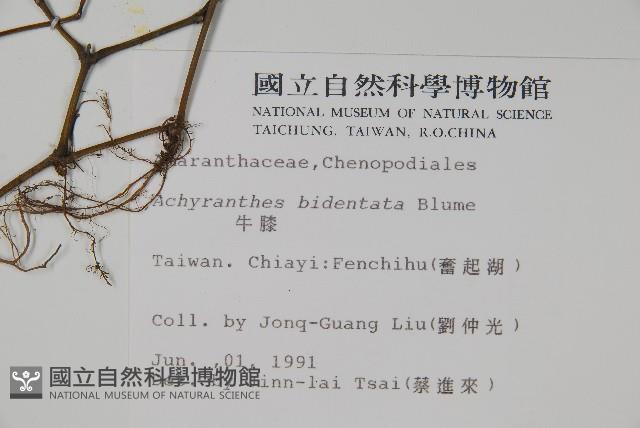 國立自然科學博物館
NATIONAL MUSEUM OF NATURAL SCIENCE
TAICHUNG, TAIWAN, R.O.CHINA
aranthaceae,Chenopodiales
Achyranthes bidentata Blume
牛膝
Taiwan. Chiayi:Fenchihu(奮起湖)
Coll. by Jonq-Guang Liu(劉仲光)
Jun. ,01, 1991
inn-lai Tsai(蔡進來)
國立自然科學博物館
NATIONAL MUSEUM OF NATURAL SCIENCE